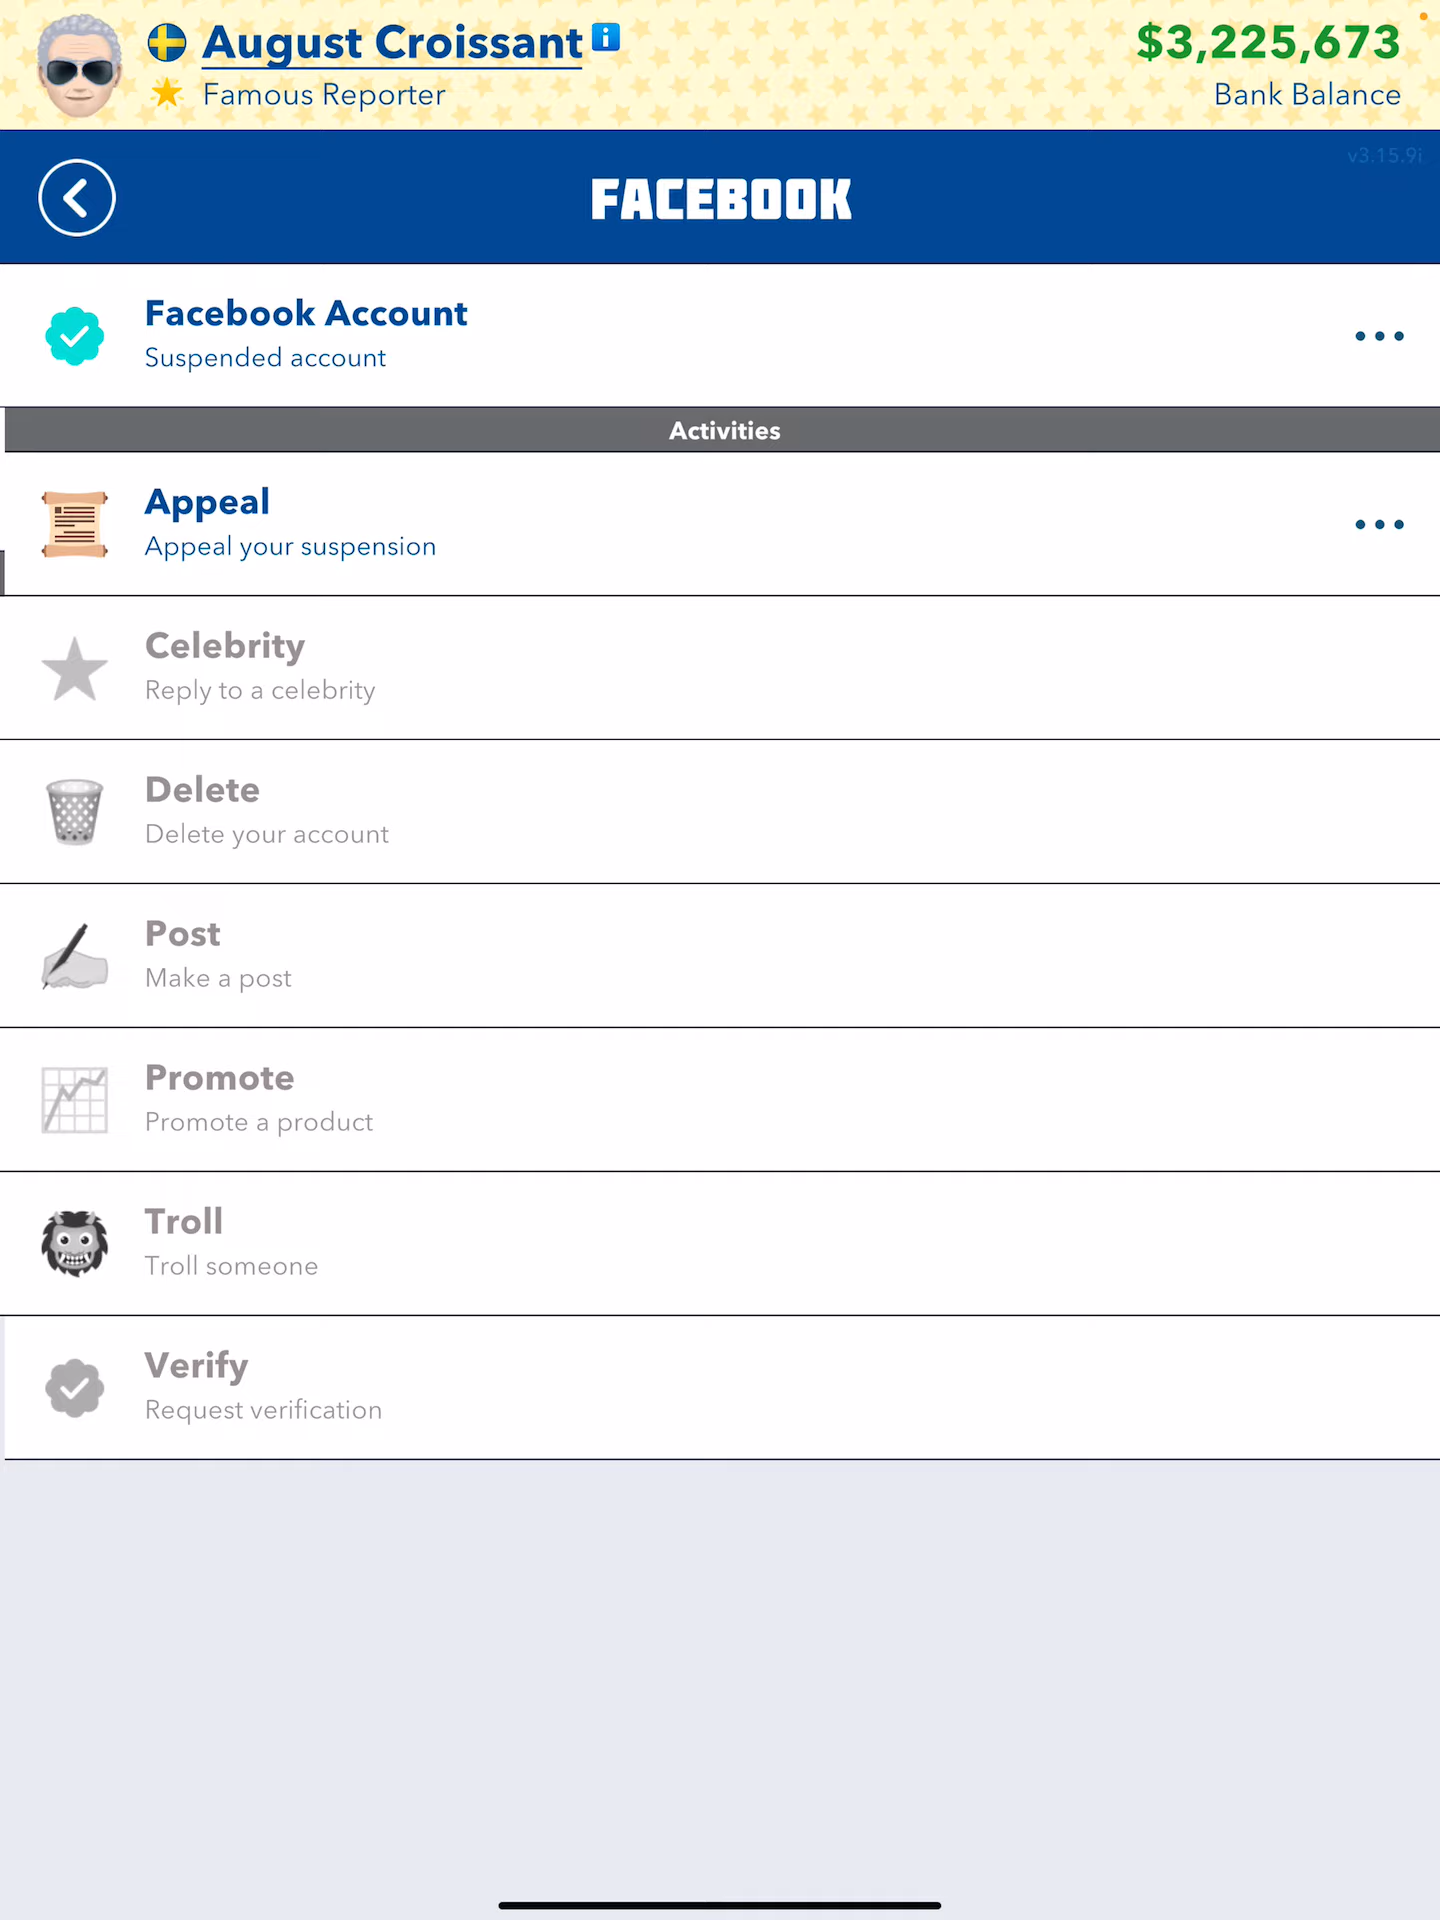 August Croissant
$3,225,673
Famous Reporter
Bank Balance
v3.15.9i
FACEBOOK
Facebook Account
Suspended account
Activities
Appeal
Appeal your suspension
Celebrity
Reply to a celebrity
Delete
Delete your account
Post
Make a post
Promote
Promote a product
Troll
Troll someone
Verify
Request verification